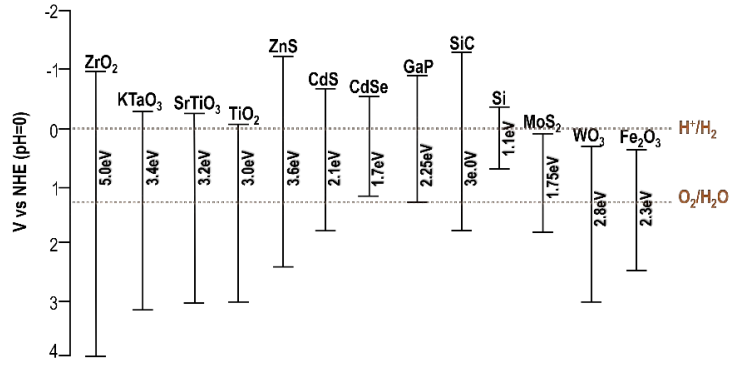 V vs NHE (pH=0)
-2
-1
0
1
2
3
4
ZrO₂
5.0eV
KTaO₃
3.4eV
SrTiO₃
3.2eV
TiO₂
3.0eV
ZnS
3.6eV
CdS
2.1eV
CdSe
1.7eV
GaP
2.25eV
SiC
3e.0V
Si
1.1eV
MoS₂
1.75eV
WO₃
2.8eV
Fe₂O₃
2.3eV
H⁺/H₂
O₂/H₂O